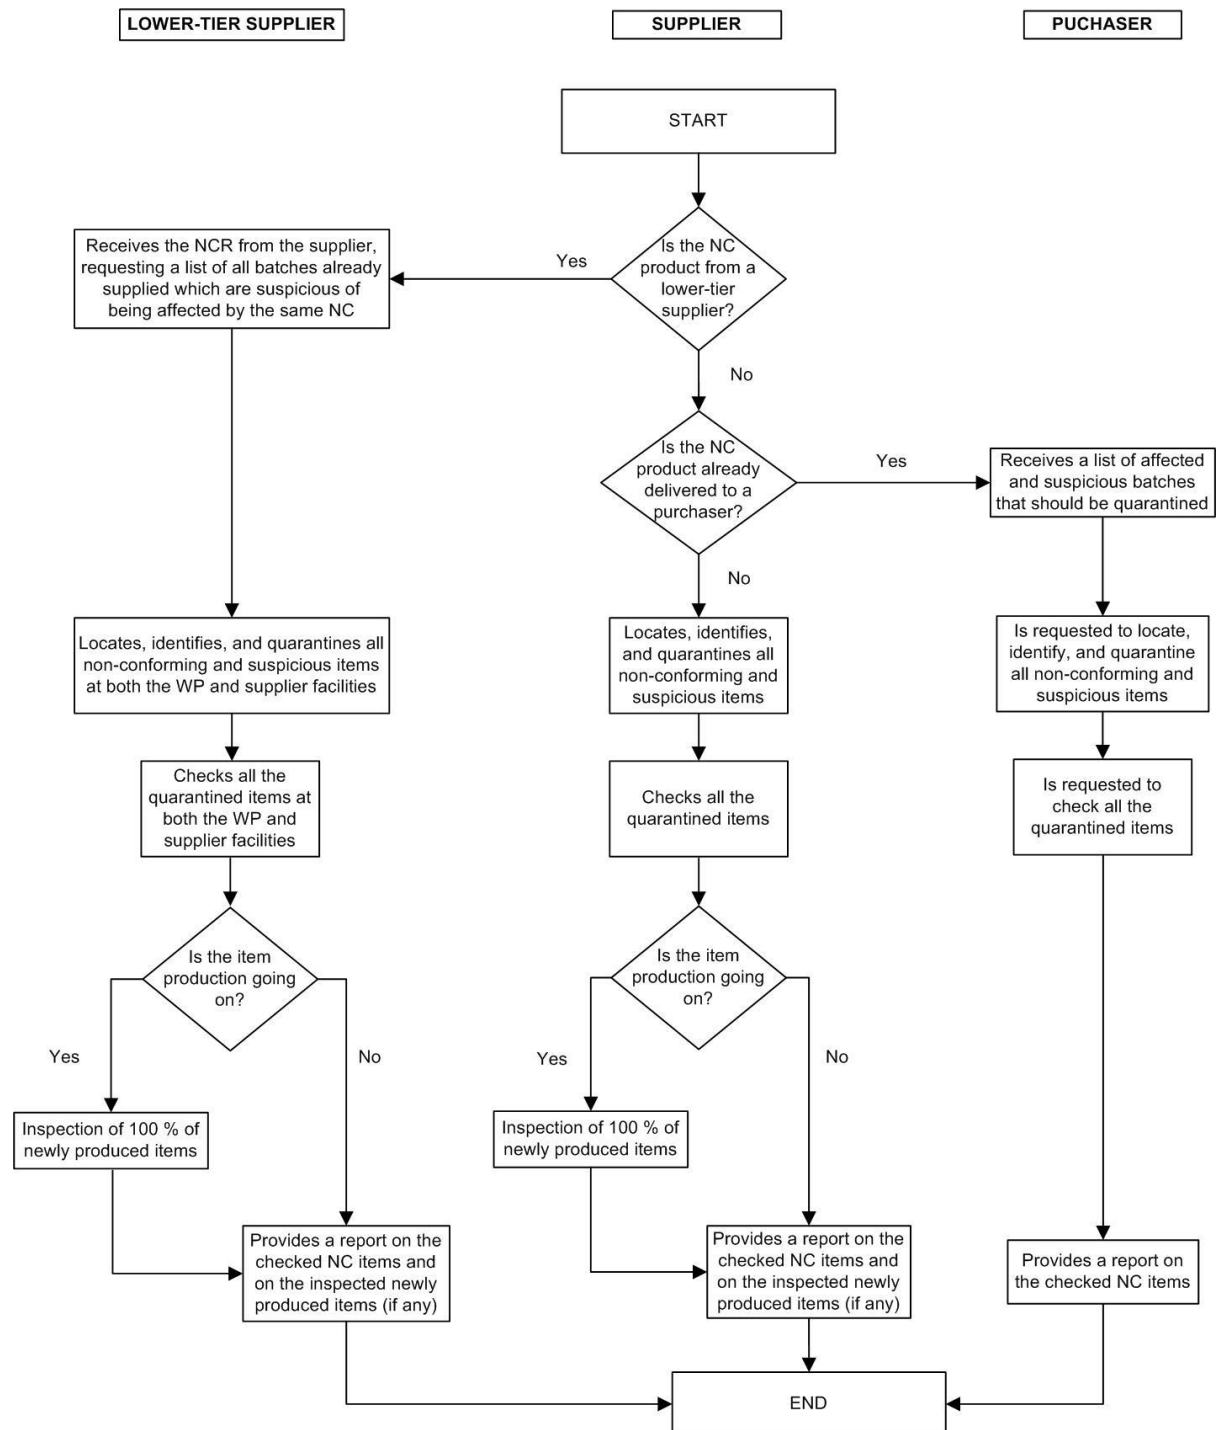 LOWER-TIER SUPPLIER
SUPPLIER
PUCHASER
START
Is the NC
product from a
lower-tier
supplier?
Yes
Receives the NCR from the supplier,
requesting a list of all batches already
supplied which are suspicious of
being affected by the same NC
No
Is the NC
product already
delivered to a
purchaser?
Yes
Receives a list of affected
and suspicious batches
that should be quarantined
No
Locates, identifies, and quarantines all
non-conforming and suspicious items
at both the WP and supplier facilities
Locates, identifies,
and quarantines all
non-conforming and
suspicious items
Is requested to locate,
identify, and quarantine
all non-conforming and
suspicious items
Checks all the
quarantined items at
both the WP and
supplier facilities
Checks all the
quarantined items
Is requested to
check all the
quarantined items
Is the item
production going
on?
Is the item
production going
on?
Yes
No
Yes
No
Inspection of 100 % of
newly produced items
Inspection of 100 % of
newly produced items
Provides a report on the
checked NC items and
on the inspected newly
produced items (if any)
Provides a report on the
checked NC items and
on the inspected newly
produced items (if any)
Provides a report on
the checked NC items
END